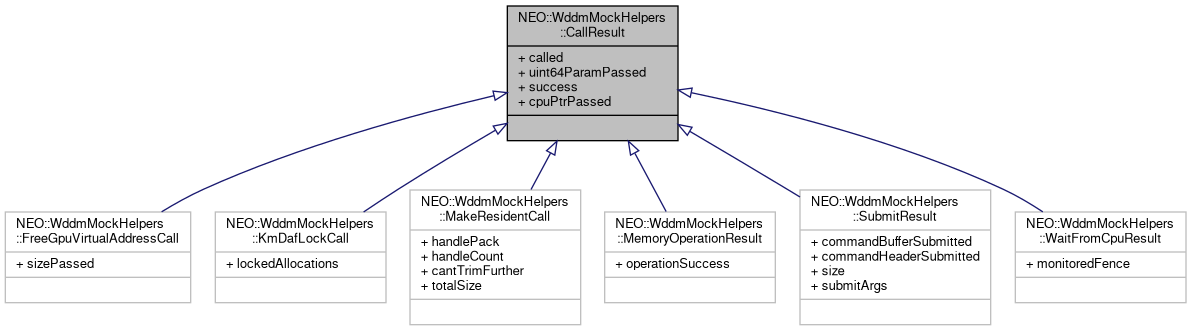 NEO::WddmMockHelpers
::CallResult
+ called
+ uint64ParamPassed
+ success
+ cpuPtrPassed
NEO::WddmMockHelpers
::FreeGpuVirtualAddressCall
+ sizePassed
NEO::WddmMockHelpers
::KmDafLockCall
+ lockedAllocations
NEO::WddmMockHelpers
::MakeResidentCall
+ handlePack
+ handleCount
+ cantTrimFurther
+ totalSize
NEO::WddmMockHelpers
::MemoryOperationResult
+ operationSuccess
NEO::WddmMockHelpers
::SubmitResult
+ commandBufferSubmitted
+ commandHeaderSubmitted
+ size
+ submitArgs
NEO::WddmMockHelpers
::WaitFromCpuResult
+ monitoredFence